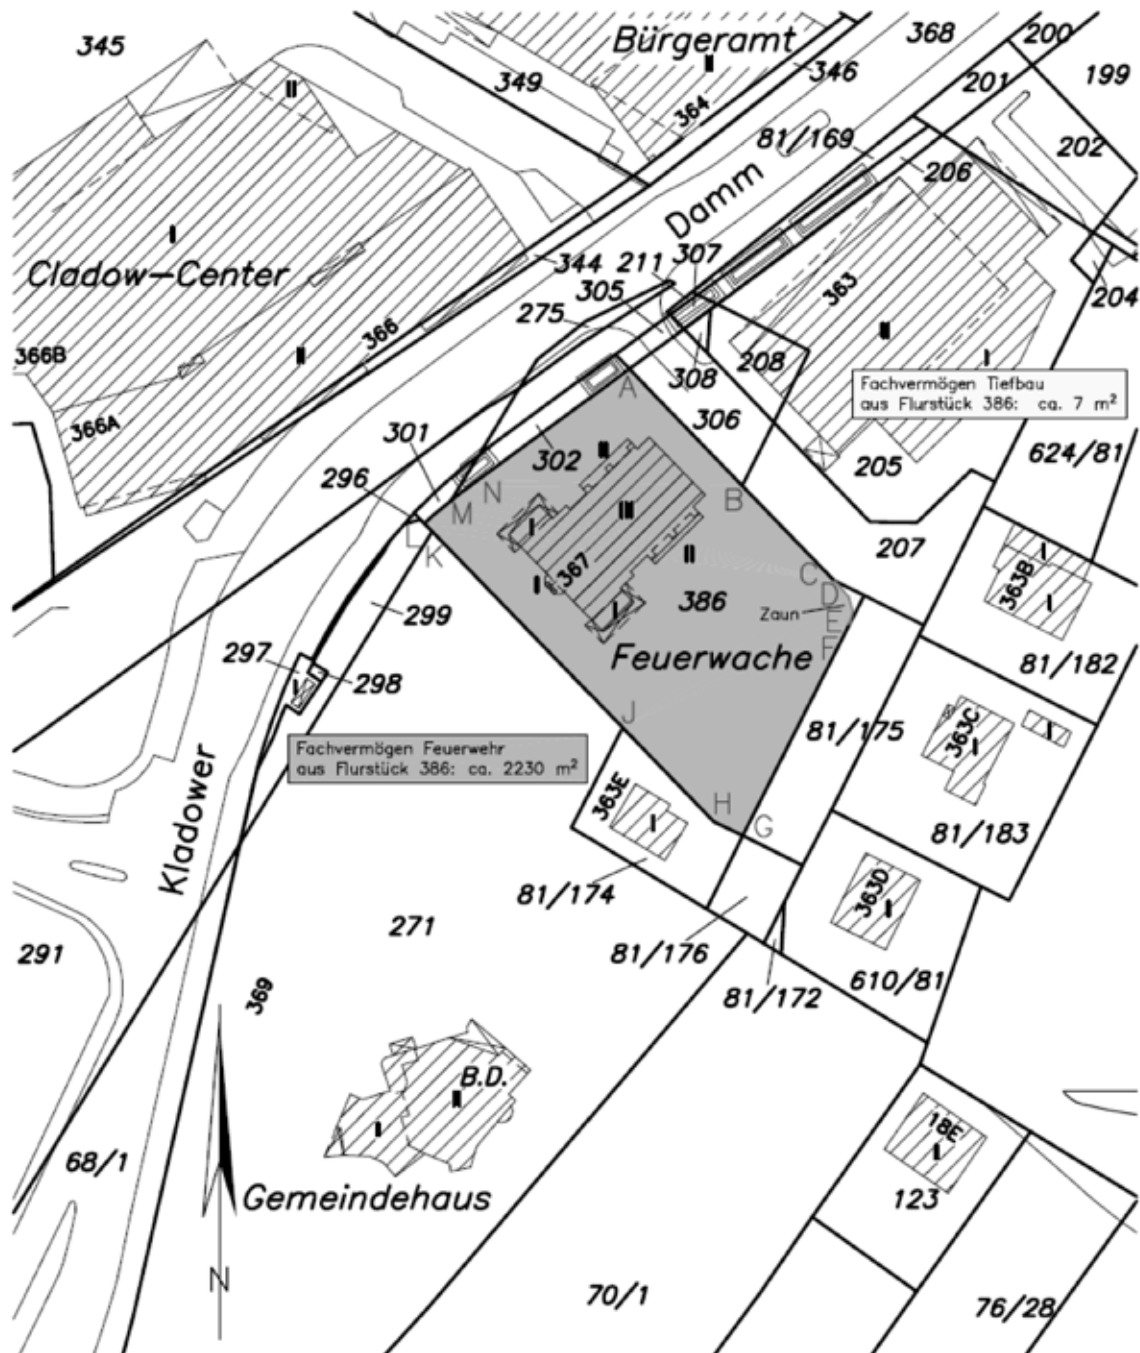 345
Bürgeramt
368
200
349
346
201
199
364
81/169
202
206
Damm
Cladow-Center
344
211
307
363
204
275
305
366B
366
308
208
Fachvermögen Tiefbau
aus Flurstück 386: ca. 7 m²
366A
A
306
301
302
205
624/81
296
N
M
B
L
K
207
367
C
363B
386
D
Zaun
E
299
F
Feuerwache
81/182
297
298
J
81/175
363C
Fachvermögen Feuerwehr
aus Flurstück 386: ca. 2230 m²
363E
H
G
81/183
Kladower
81/174
363D
271
291
81/176
610/81
81/172
369
B.D.
18E
68/1
Gemeindehaus
123
N
70/1
76/28